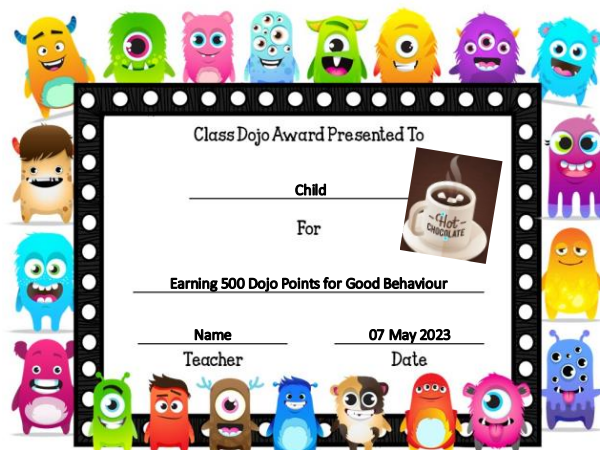 Class Dojo Award Presented To
Child
For
Hot
CHOCOLATE
Earning 500 Dojo Points for Good Behaviour
Name
07 May 2023
Teacher
Date